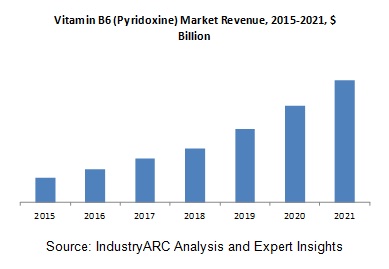 Vitamin B6 (Pyridoxine) Market Revenue, 2015-2021, $
Billion
2015 2016 2017 2018 2019 2020 2021
Source: IndustryARC Analysis and Expert Insights